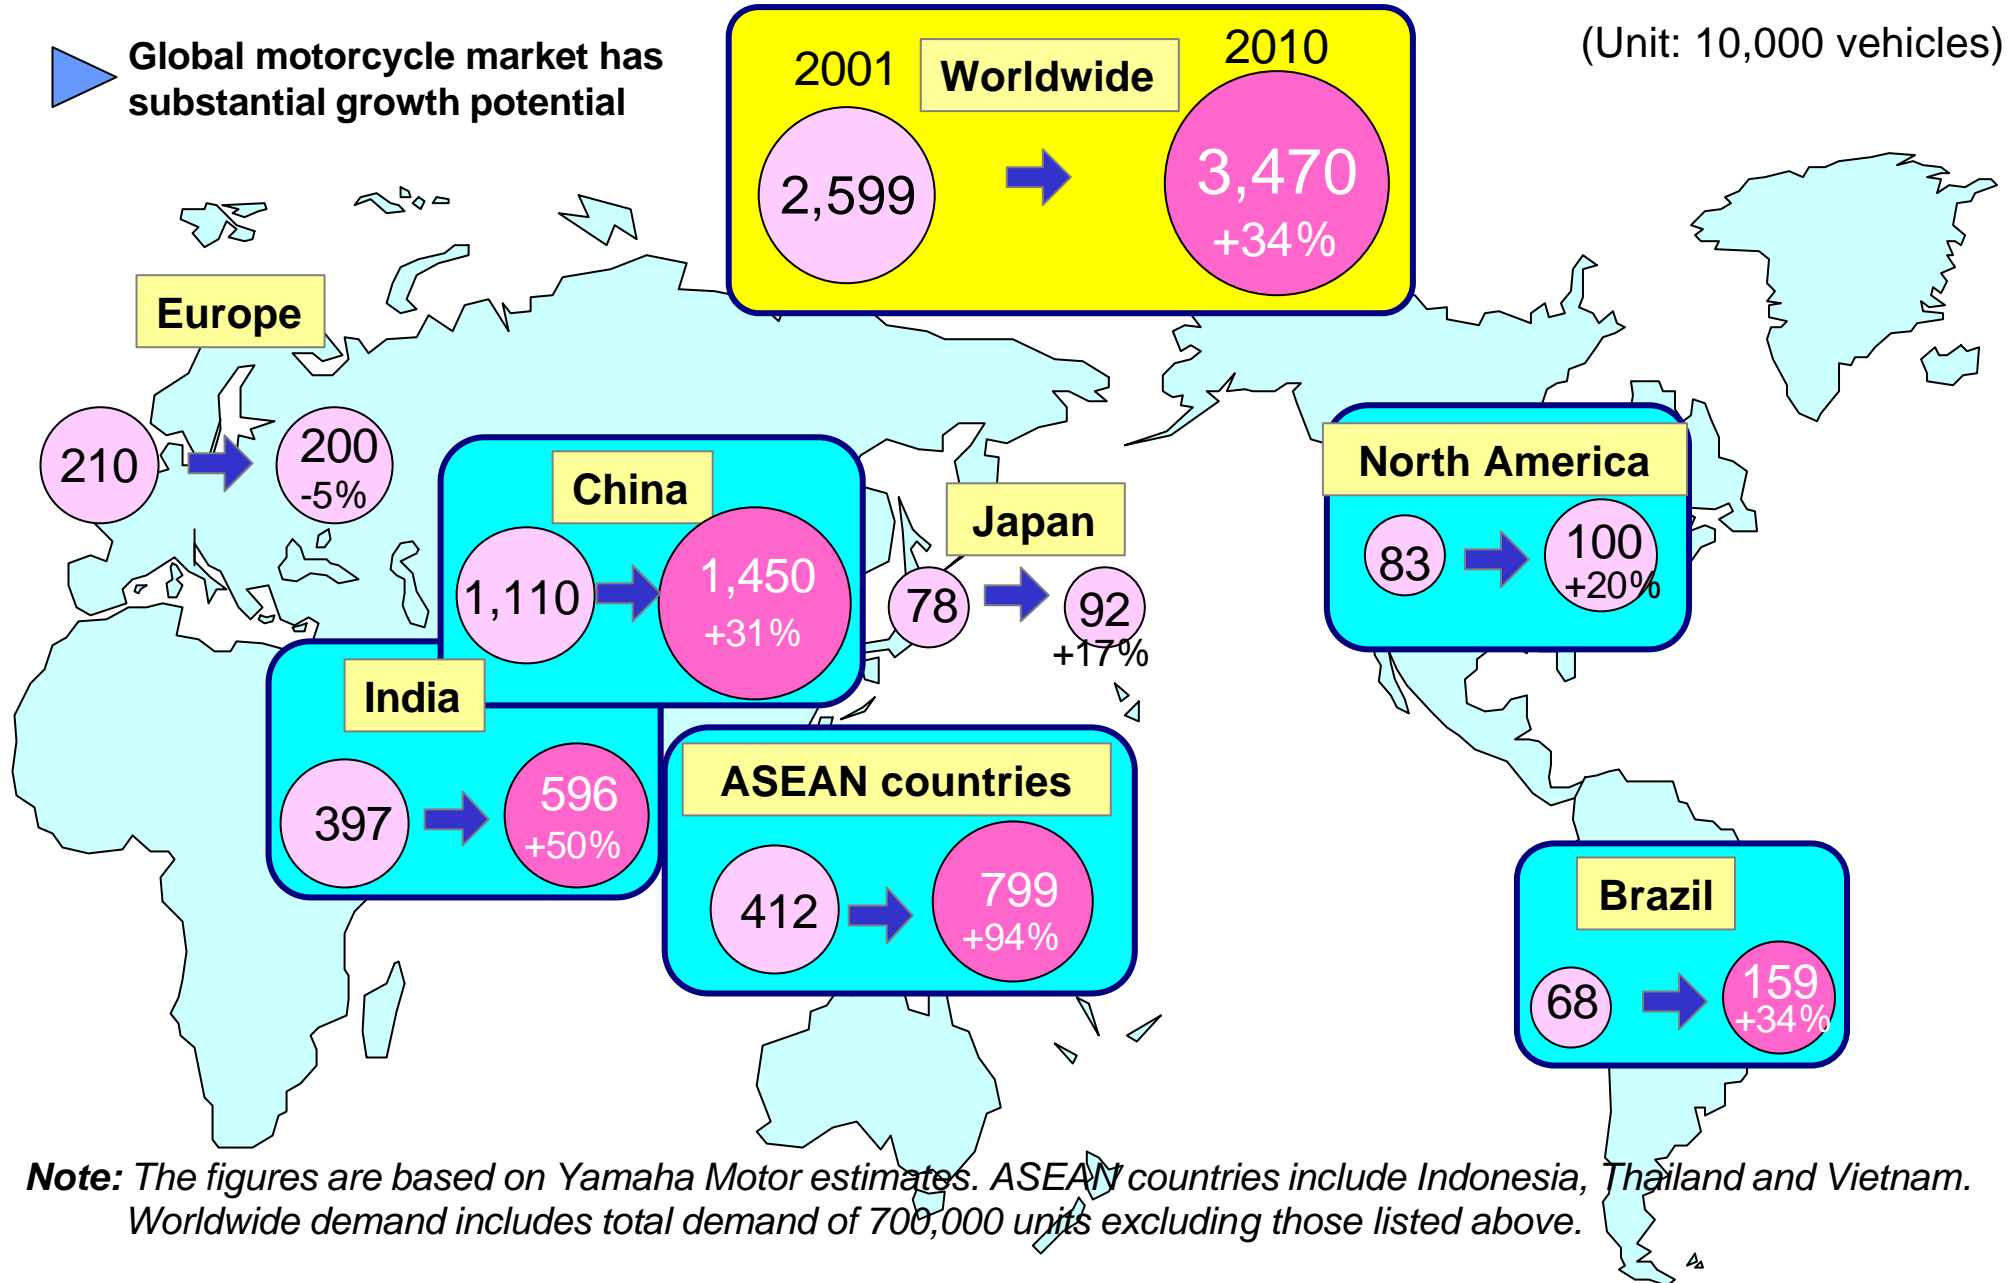 Global motorcycle market has
substantial growth potential
(Unit: 10,000 vehicles)
2001
Worldwide
2010
2,599
3,470
+34%
Europe
210
200
-5%
China
1,110
1,450
+31%
Japan
78
92
+17%
North America
83
100
+20%
India
397
596
+50%
ASEAN countries
412
799
+94%
Brazil
68
159
+34%
Note: The figures are based on Yamaha Motor estimates. ASEAN countries include Indonesia, Thailand and Vietnam.
Worldwide demand includes total demand of 700,000 units excluding those listed above.